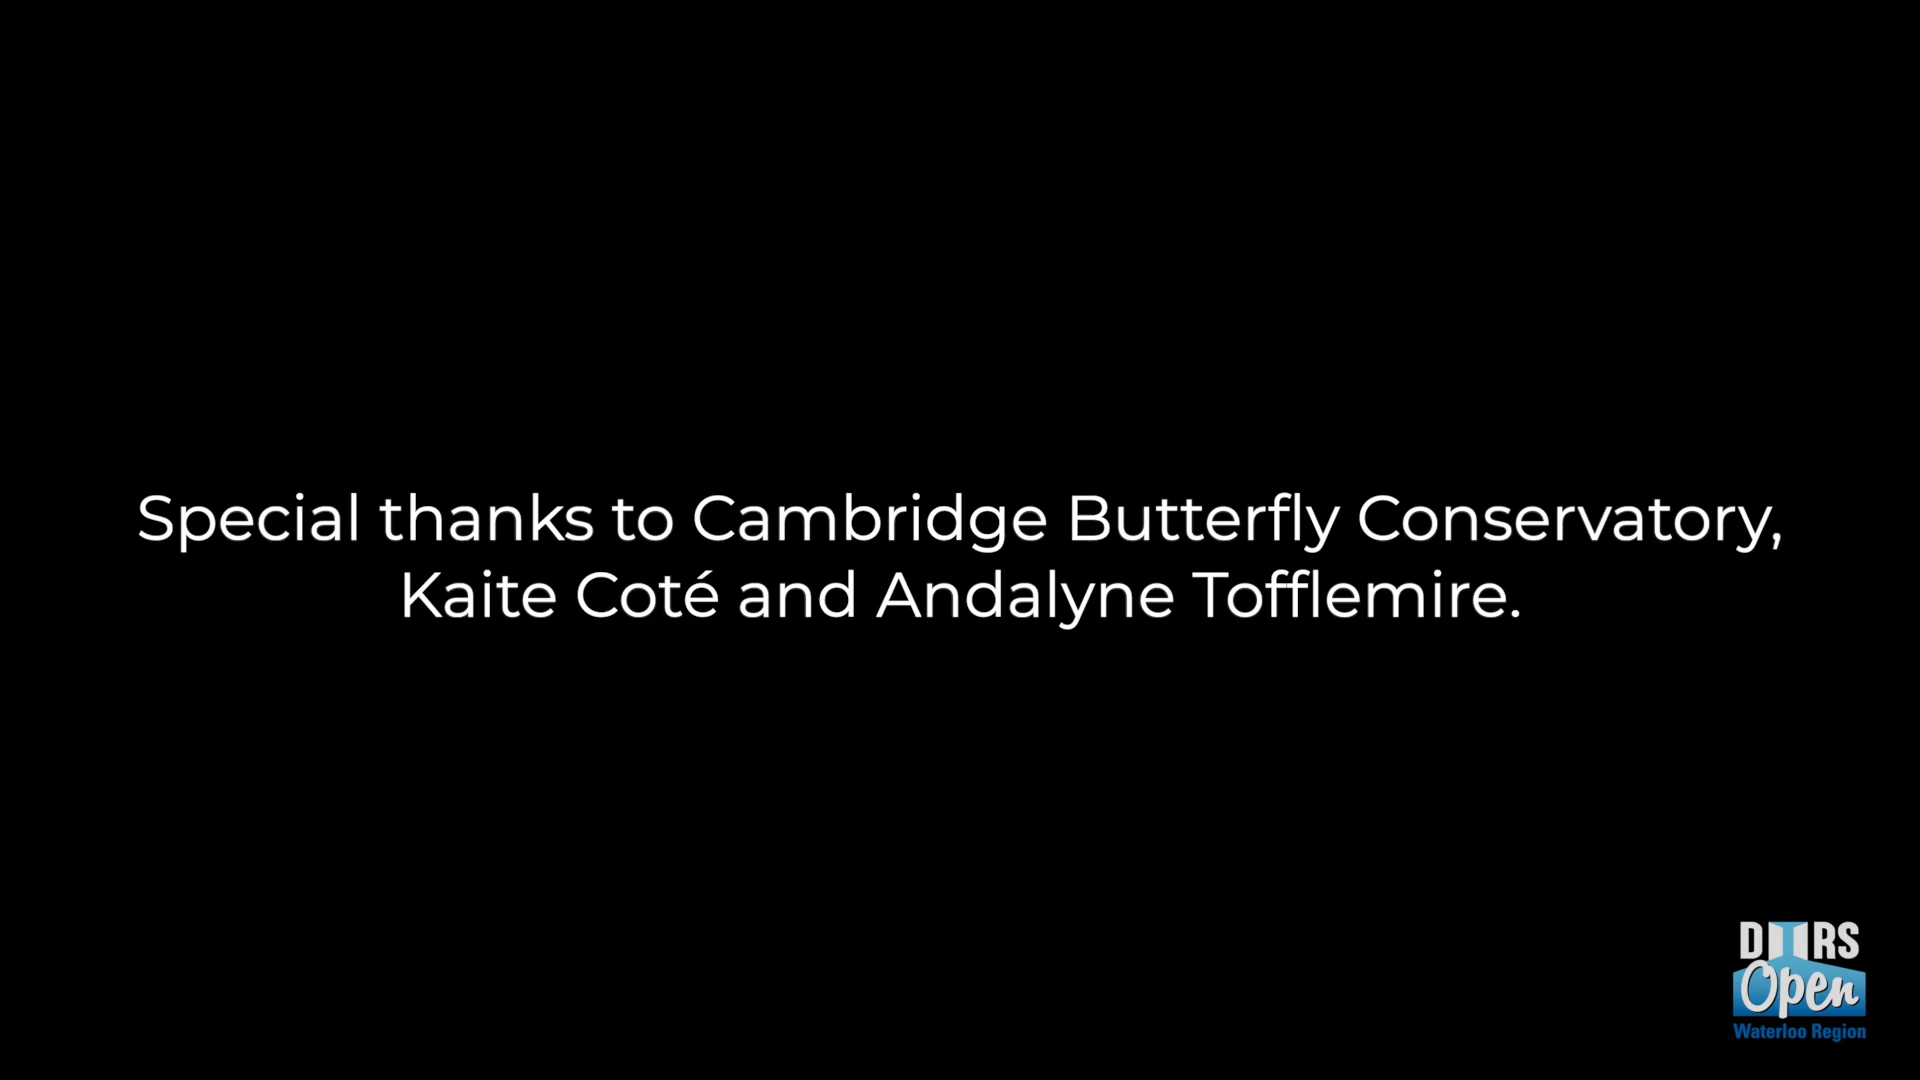 Special thanks to Cambridge Butterfly Conservatory,
Kaite Coté and Andalyne Tofflemire.
DOORS
Open
Waterloo Region